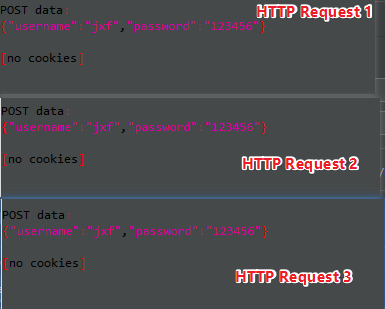 POST data
HTTP Request 1
{"username":"jxf","password":"123456"}
[no cookies]
POST data
{"username":"jxf","password":"123456"}
[no cookies]
HTTP Request 2
POST data
{"username":"jxf","password":"123456"}
[no cookies]
HTTP Request 3